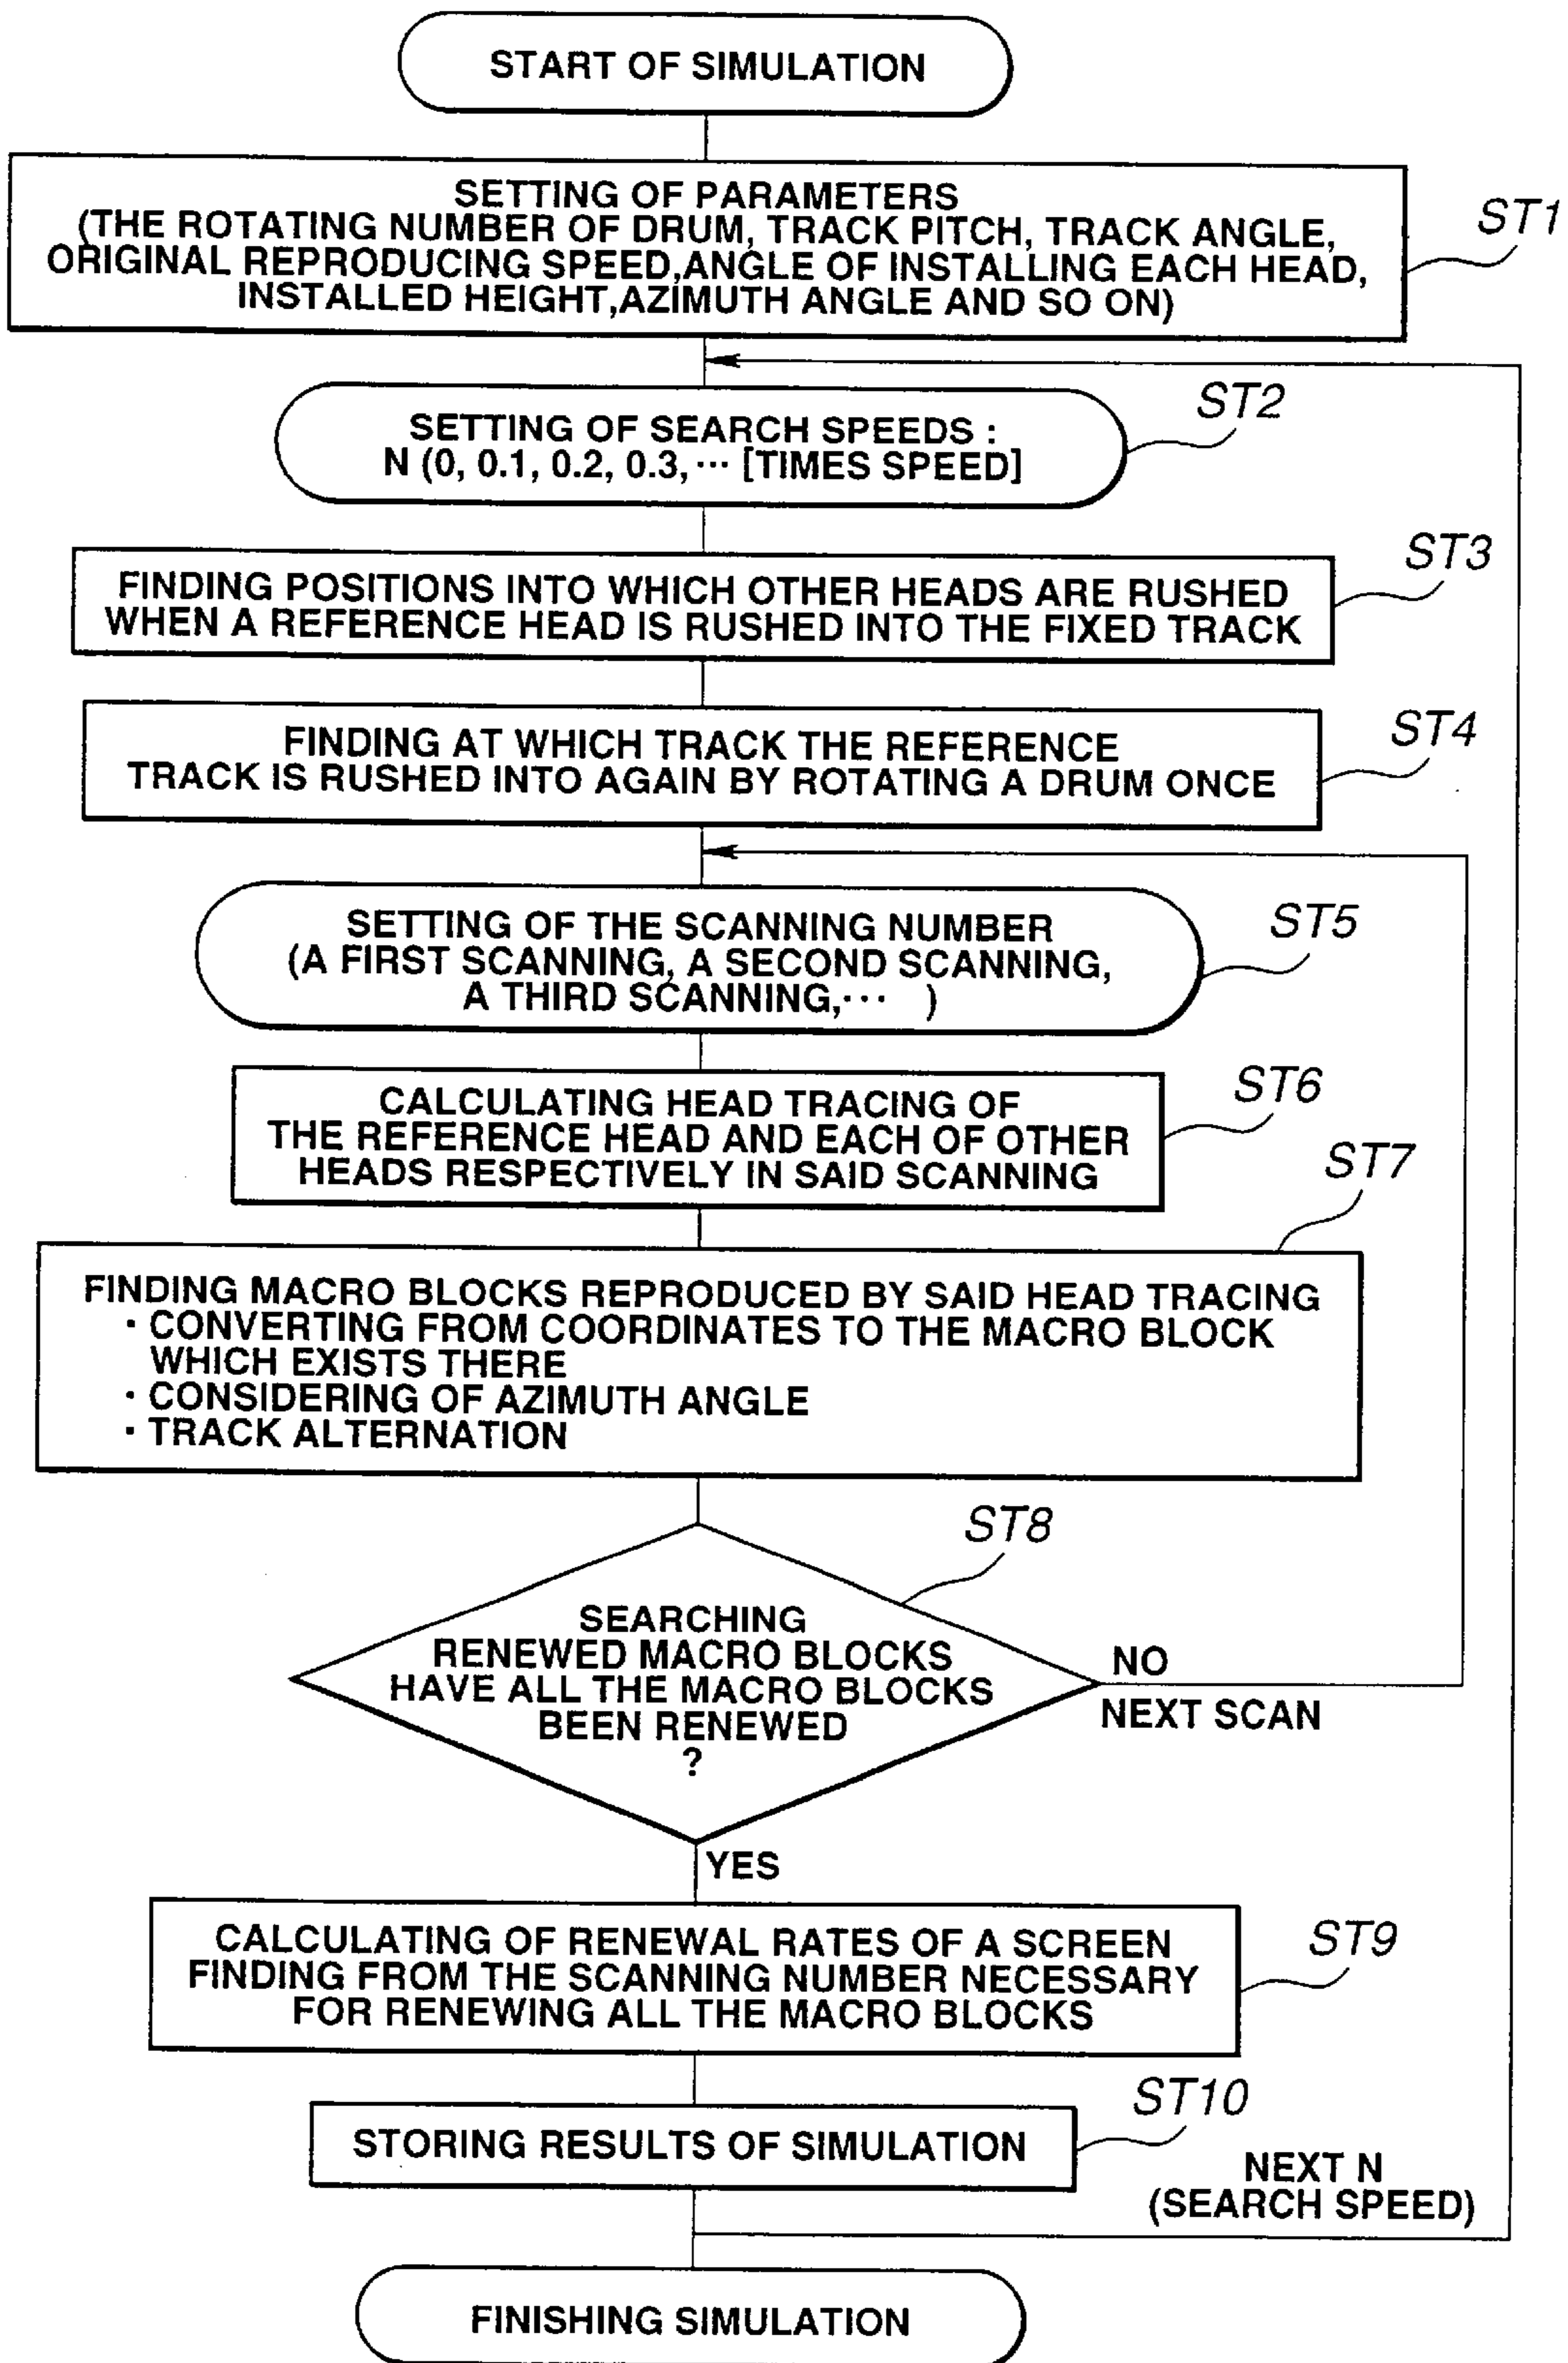 START OF SIMULATION
SETTING OF PARAMETERS
(THE ROTATING NUMBER OF DRUM, TRACK PITCH, TRACK ANGLE,
ORIGINAL REPRODUCING SPEED,ANGLE OF INSTALLING EACH HEAD,
INSTALLED HEIGHT,AZIMUTH ANGLE AND SO ON)
ST1
SETTING OF SEARCH SPEEDS :
N (0, 0.1, 0.2, 0.3, ··· [TIMES SPEED]
ST2
FINDING POSITIONS INTO WHICH OTHER HEADS ARE RUSHED
WHEN A REFERENCE HEAD IS RUSHED INTO THE FIXED TRACK
ST3
FINDING AT WHICH TRACK THE REFERENCE
TRACK IS RUSHED INTO AGAIN BY ROTATING A DRUM ONCE
ST4
SETTING OF THE SCANNING NUMBER
(A FIRST SCANNING, A SECOND SCANNING,
A THIRD SCANNING,··· )
ST5
CALCULATING HEAD TRACING OF
THE REFERENCE HEAD AND EACH OF OTHER
HEADS RESPECTIVELY IN SAID SCANNING
ST6
FINDING MACRO BLOCKS REPRODUCED BY SAID HEAD TRACING
· CONVERTING FROM COORDINATES TO THE MACRO BLOCK
WHICH EXISTS THERE
· CONSIDERING OF AZIMUTH ANGLE
· TRACK ALTERNATION
ST7
SEARCHING
RENEWED MACRO BLOCKS
HAVE ALL THE MACRO BLOCKS
BEEN RENEWED
?
ST8
NO
NEXT SCAN
YES
CALCULATING OF RENEWAL RATES OF A SCREEN
FINDING FROM THE SCANNING NUMBER NECESSARY
FOR RENEWING ALL THE MACRO BLOCKS
ST9
STORING RESULTS OF SIMULATION
ST10
NEXT N
(SEARCH SPEED)
FINISHING SIMULATION